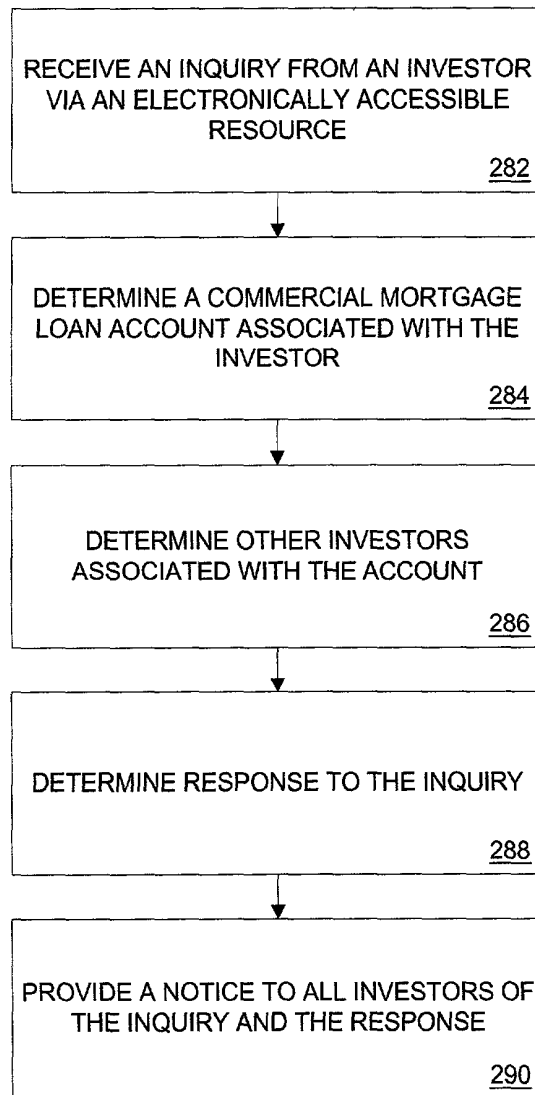 RECEIVE AN INQUIRY FROM AN INVESTOR
VIA AN ELECTRONICALLY ACCESSIBLE
RESOURCE
282
DETERMINE A COMMERCIAL MORTGAGE
LOAN ACCOUNT ASSOCIATED WITH THE
INVESTOR
284
DETERMINE OTHER INVESTORS
ASSOCIATED WITH THE ACCOUNT
286
DETERMINE RESPONSE TO THE INQUIRY
288
PROVIDE A NOTICE TO ALL INVESTORS OF
THE INQUIRY AND THE RESPONSE
290